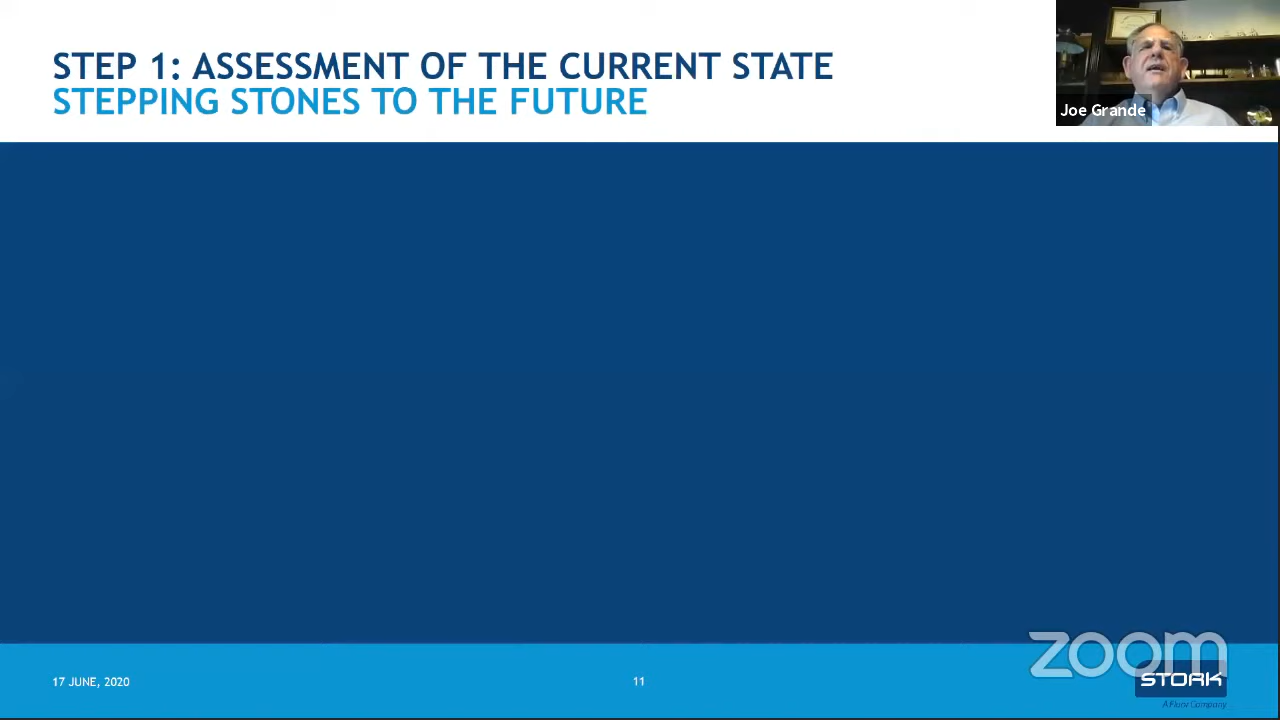 STEP 1: ASSESSMENT OF THE CURRENT STATE
STEPPING STONES TO THE FUTURE
Joe Grande
17 JUNE, 2020
11
zoom
STORK
A Fluor Company